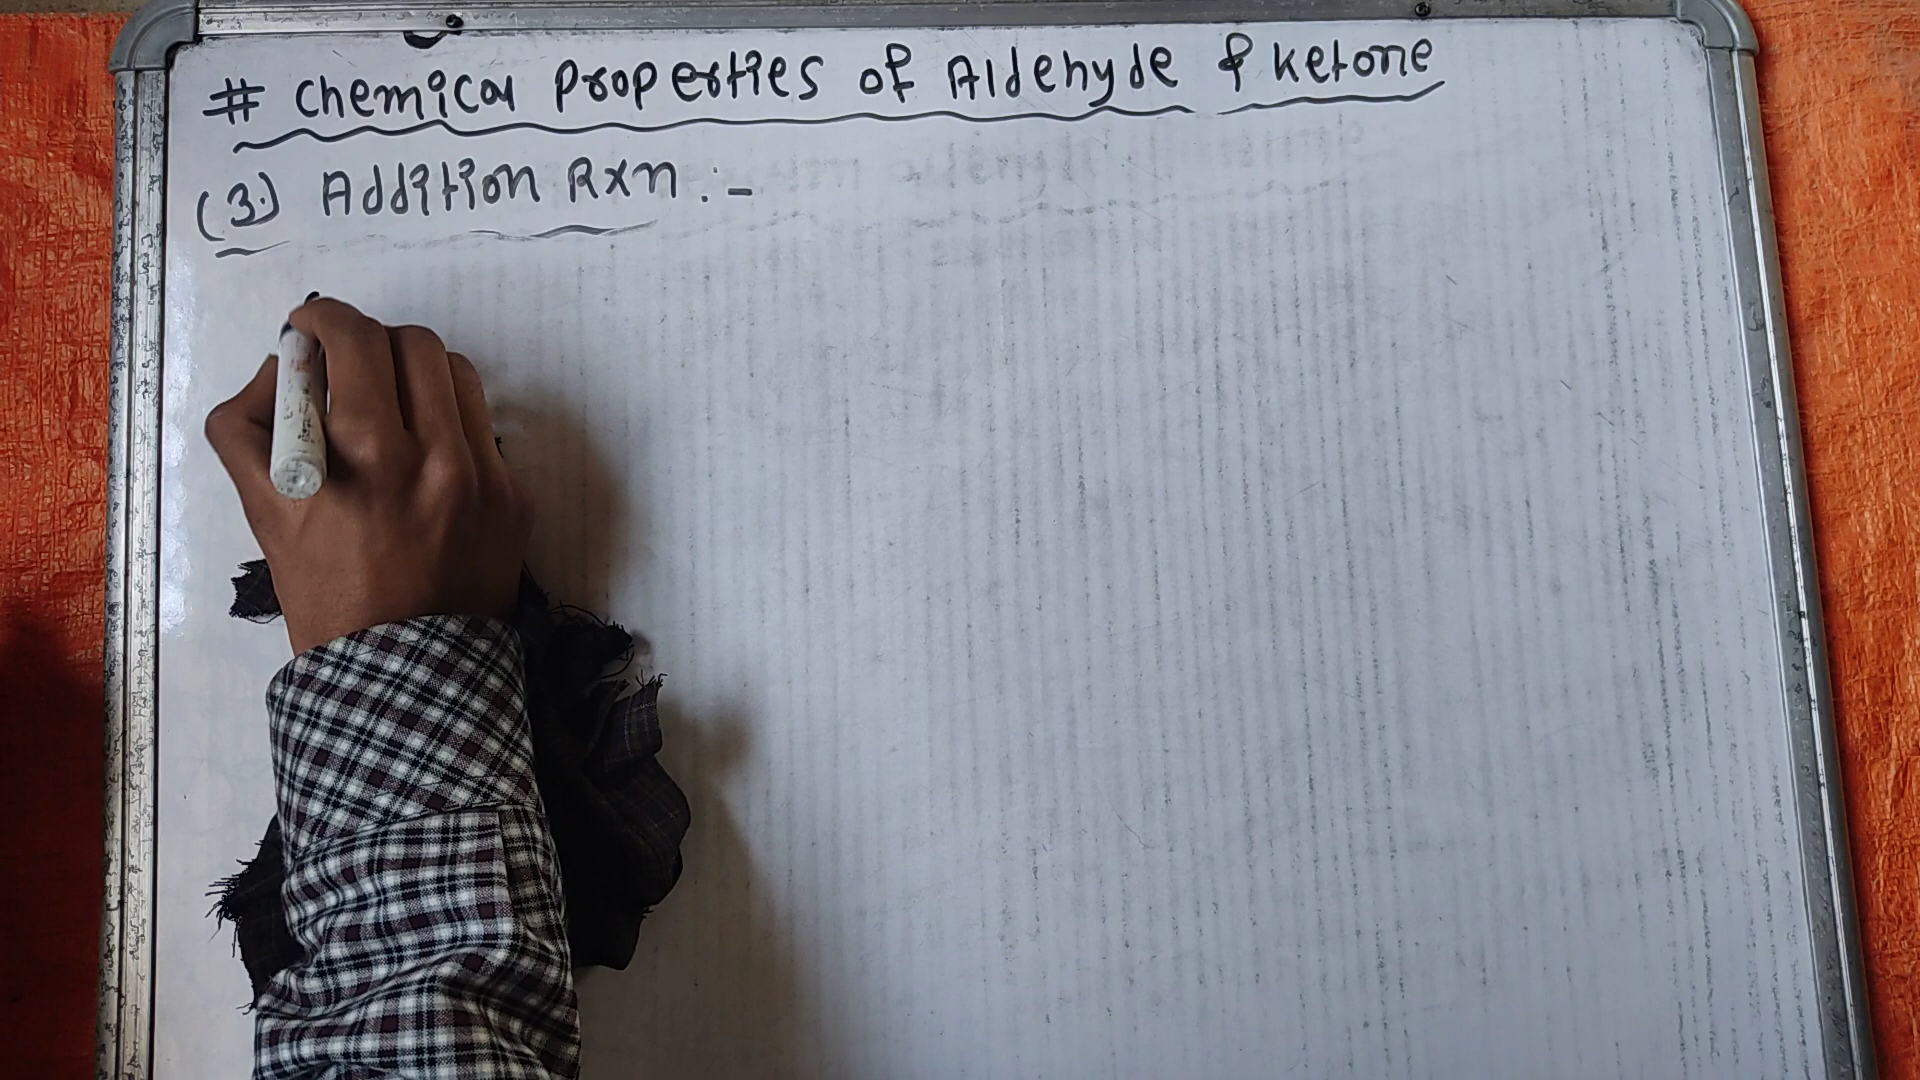 # Chemical Properties of Aldehyde & Ketone
(3.) Addition Rxn :-